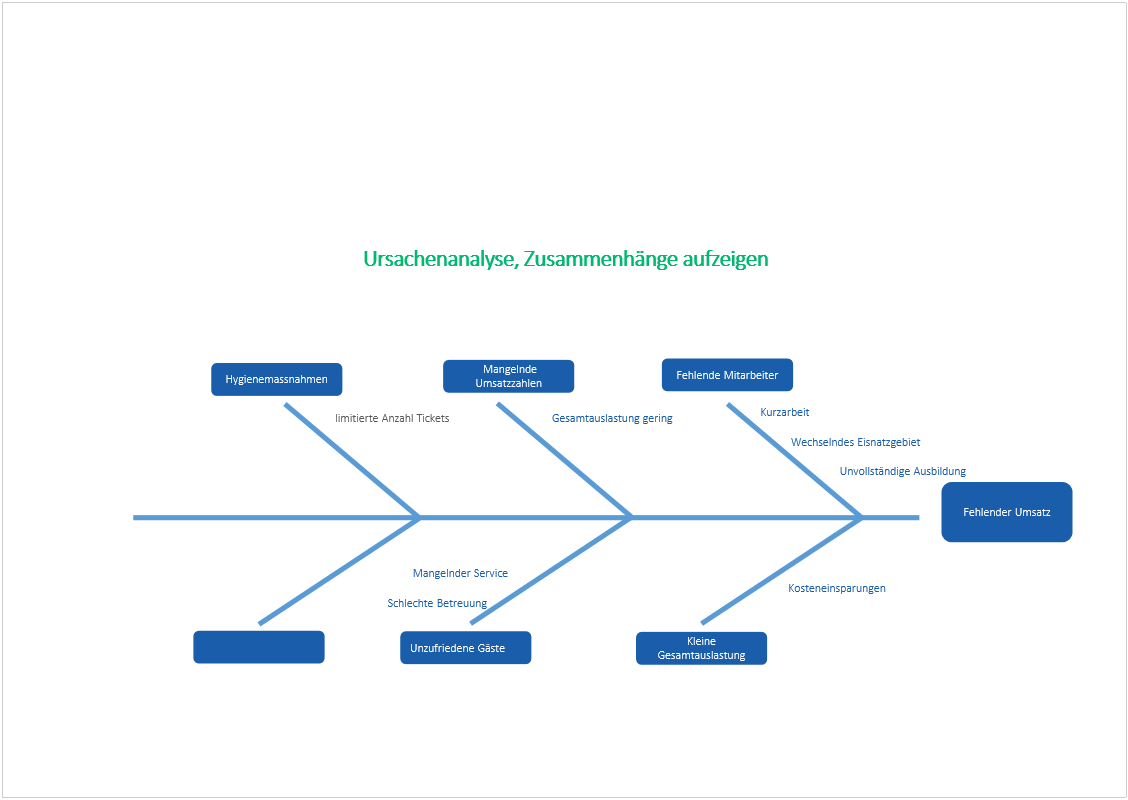 Ursachenanalyse, Zusammenhänge aufzeigen
Hygienemassnahmen
Mangelnde
Umsatzzahlen
Fehlende Mitarbeiter
limitierte Anzahl Tickets
Gesamtauslastung gering
Kurzarbeit
Wechselndes Eisnatzgebiet
Unvollständige Ausbildung
Fehlender Umsatz
Mangelnder Service
Schlechte Betreuung
Kosteneinsparungen
Unzufriedene Gäste
Kleine
Gesamtauslastung